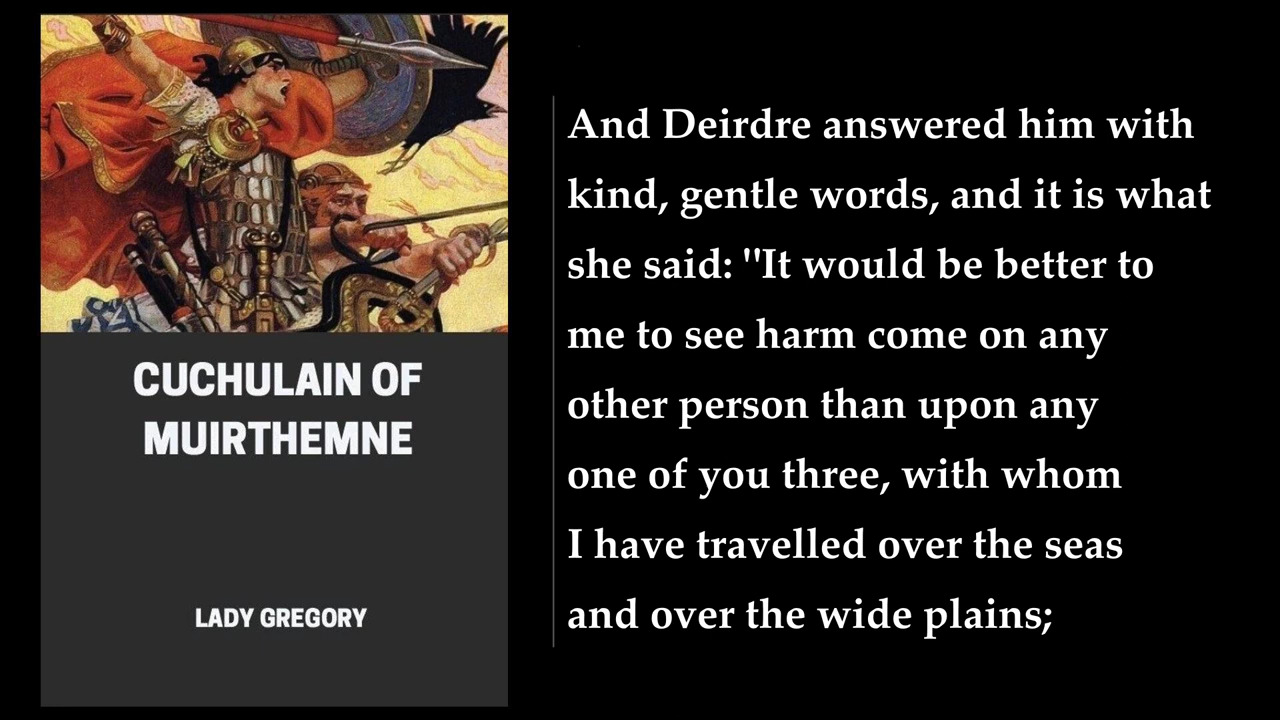 CUCHULAIN OF
MUIRTHEMNE
LADY GREGORY
And Deirdre answered him with
kind, gentle words, and it is what
she said: "It would be better to
me to see harm come on any
other person than upon any
one of you three, with whom
I have travelled over the seas
and over the wide plains;